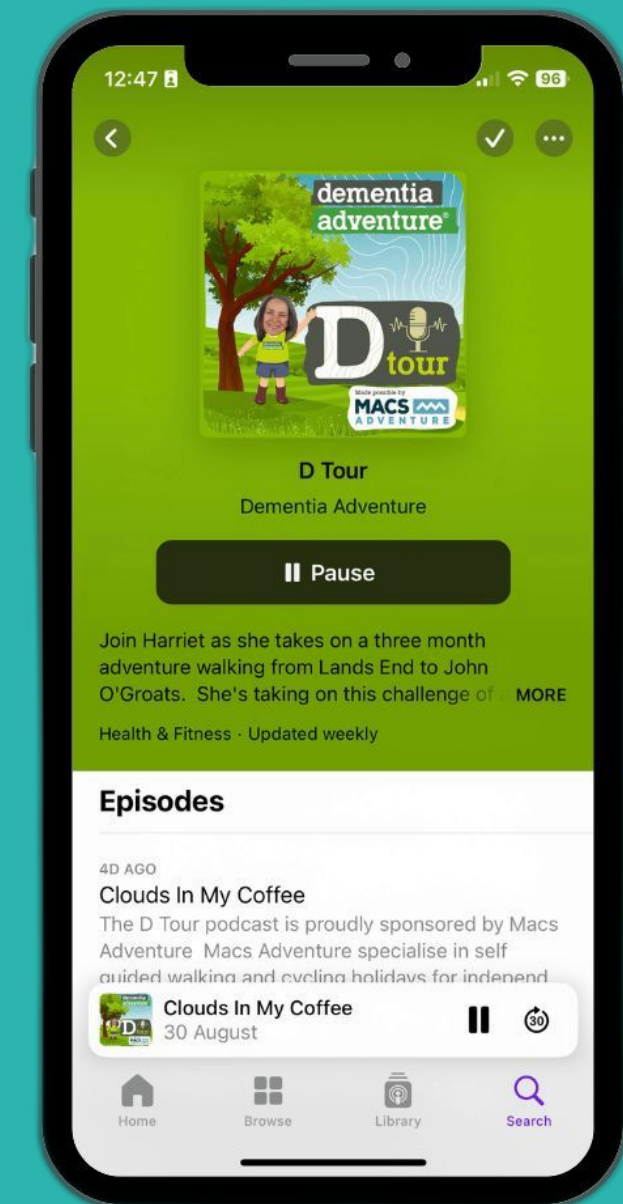 12:47
96
dementia
adventure®
D
tour
Made possible by
MACS
ADVENTURE
D Tour
Dementia Adventure
Pause
Join Harriet as she takes on a three month
adventure walking from Lands End to John
O'Groats. She's taking on this challenge of MORE
Health & Fitness · Updated weekly
Episodes
4D AGO
Clouds In My Coffee
The D Tour podcast is proudly sponsored by Macs
Adventure Macs Adventure specialise in self
guided walking and cycling holidays for independ
Clouds In My Coffee
30 August
30
Home
Browse
Library
Search